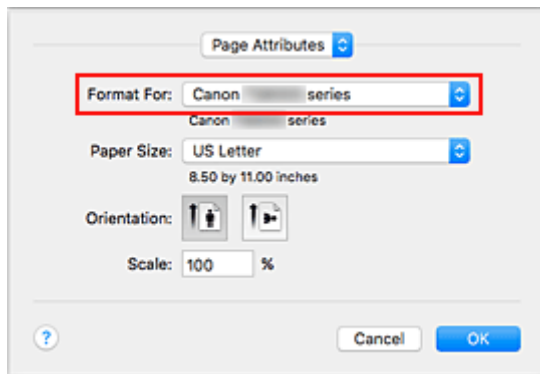 Page Attributes
Format For: Canon series
Canon series
Paper Size: US Letter
8.50 by 11.00 inches
Orientation:
Scale: 100 %
? Cancel OK